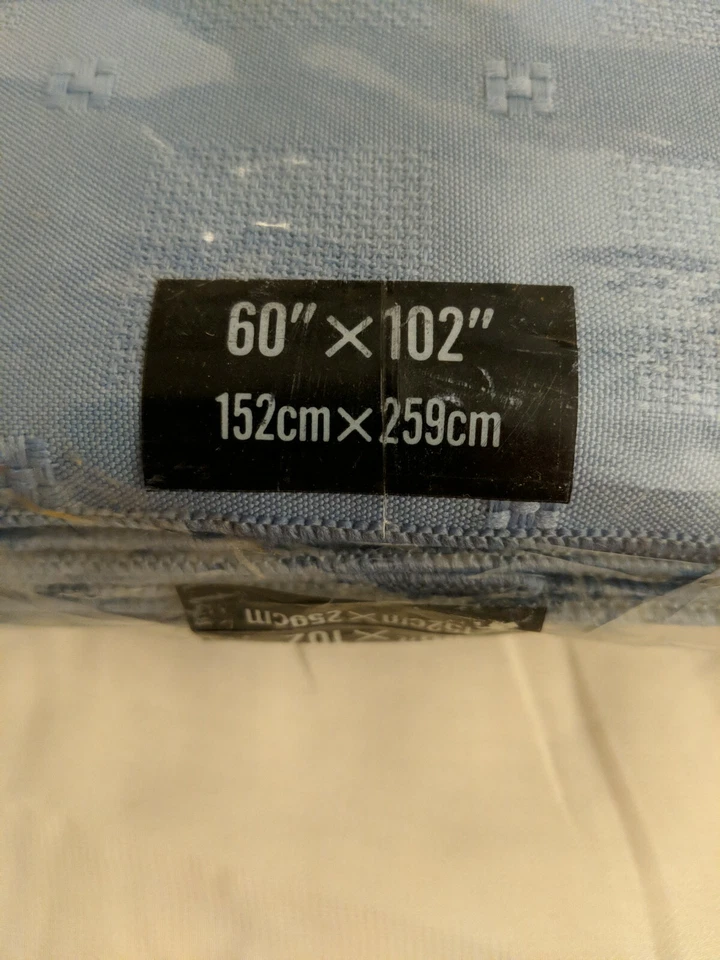 60" × 102"
152cm × 259cm